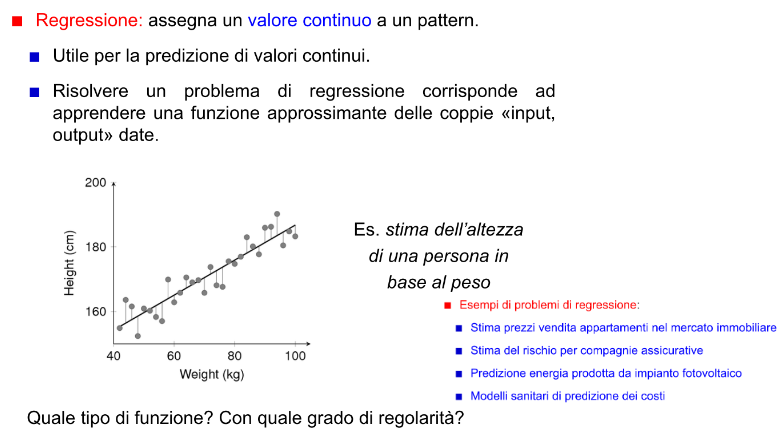 Regressione: assegna un valore continuo a un pattern.
Utile per la predizione di valori continui.
Risolvere un problema di regressione corrisponde ad
apprendere una funzione approssimante delle coppie «input,
output» date.
200
180
160
Height (cm)
40
60
80
100
Weight (kg)
Es. stima dell'altezza
di una persona in
base al peso
Esempi di problemi di regressione:
Stima prezzi vendita appartamenti nel mercato immobiliare
Stima del rischio per compagnie assicurative
Predizione energia prodotta da impianto fotovoltaico
Modelli sanitari di predizione dei costi
Quale tipo di funzione? Con quale grado di regolarità?